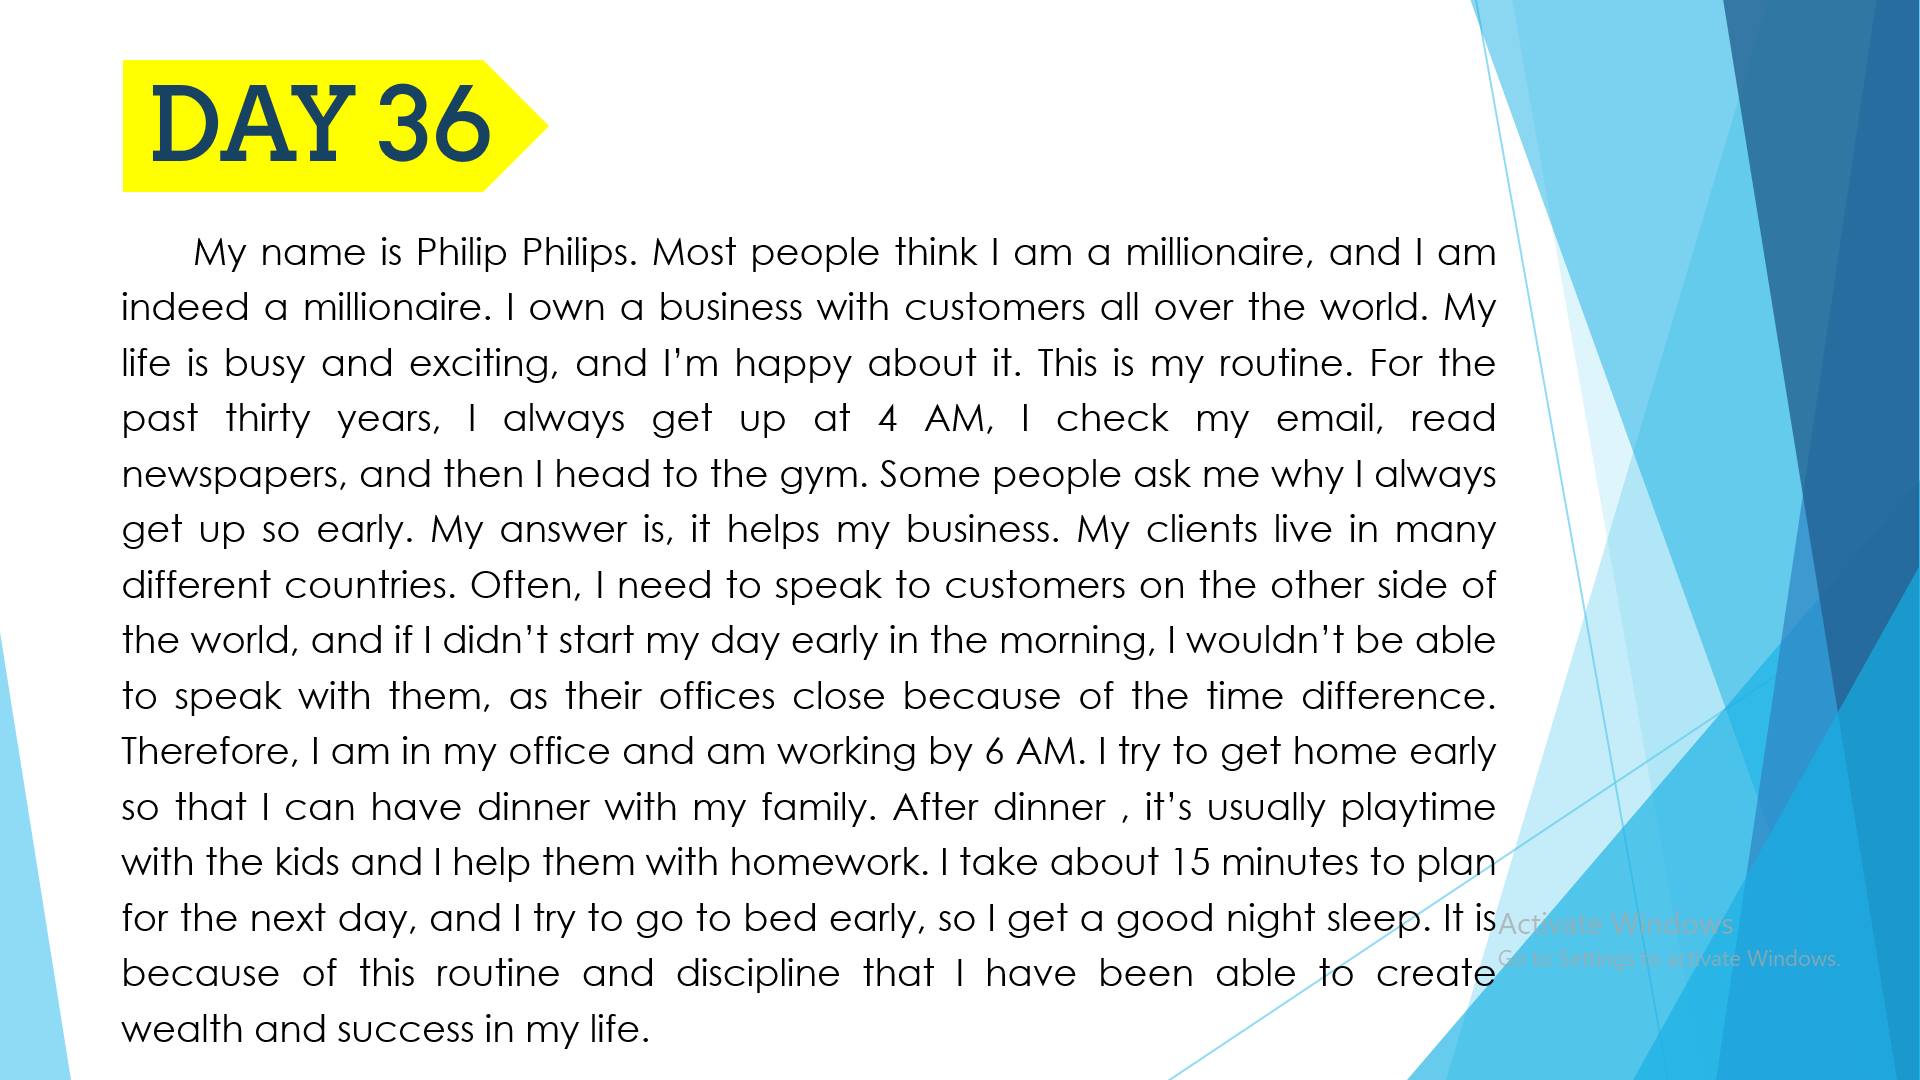 DAY 36
My name is Philip Philips. Most people think I am a millionaire, and I am
indeed a millionaire. I own a business with customers all over the world. My
life is busy and exciting, and I’m happy about it. This is my routine. For the
past thirty years, I always get up at 4 AM, I check my email, read
newspapers, and then I head to the gym. Some people ask me why I always
get up so early. My answer is, it helps my business. My clients live in many
different countries. Often, I need to speak to customers on the other side of
the world, and if I didn’t start my day early in the morning, I wouldn’t be able
to speak with them, as their offices close because of the time difference.
Therefore, I am in my office and am working by 6 AM. I try to get home early
so that I can have dinner with my family. After dinner , it’s usually playtime
with the kids and I help them with homework. I take about 15 minutes to plan
for the next day, and I try to go to bed early, so I get a good night sleep. It is
because of this routine and discipline that I have been able to create
wealth and success in my life.
Activate Windows
Go to Settings to activate Windows.